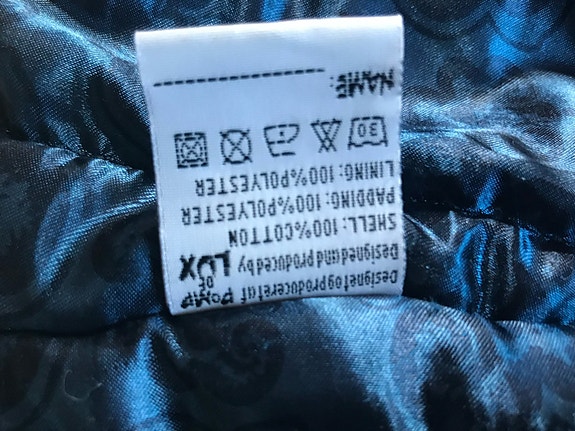 Designet og produceret af POMP
DE
Designed and produced by LUX
SHELL: 100%COTTON
PADDING: 100%POLYESTER
LINING: 100%POLYESTER
30
NAME: